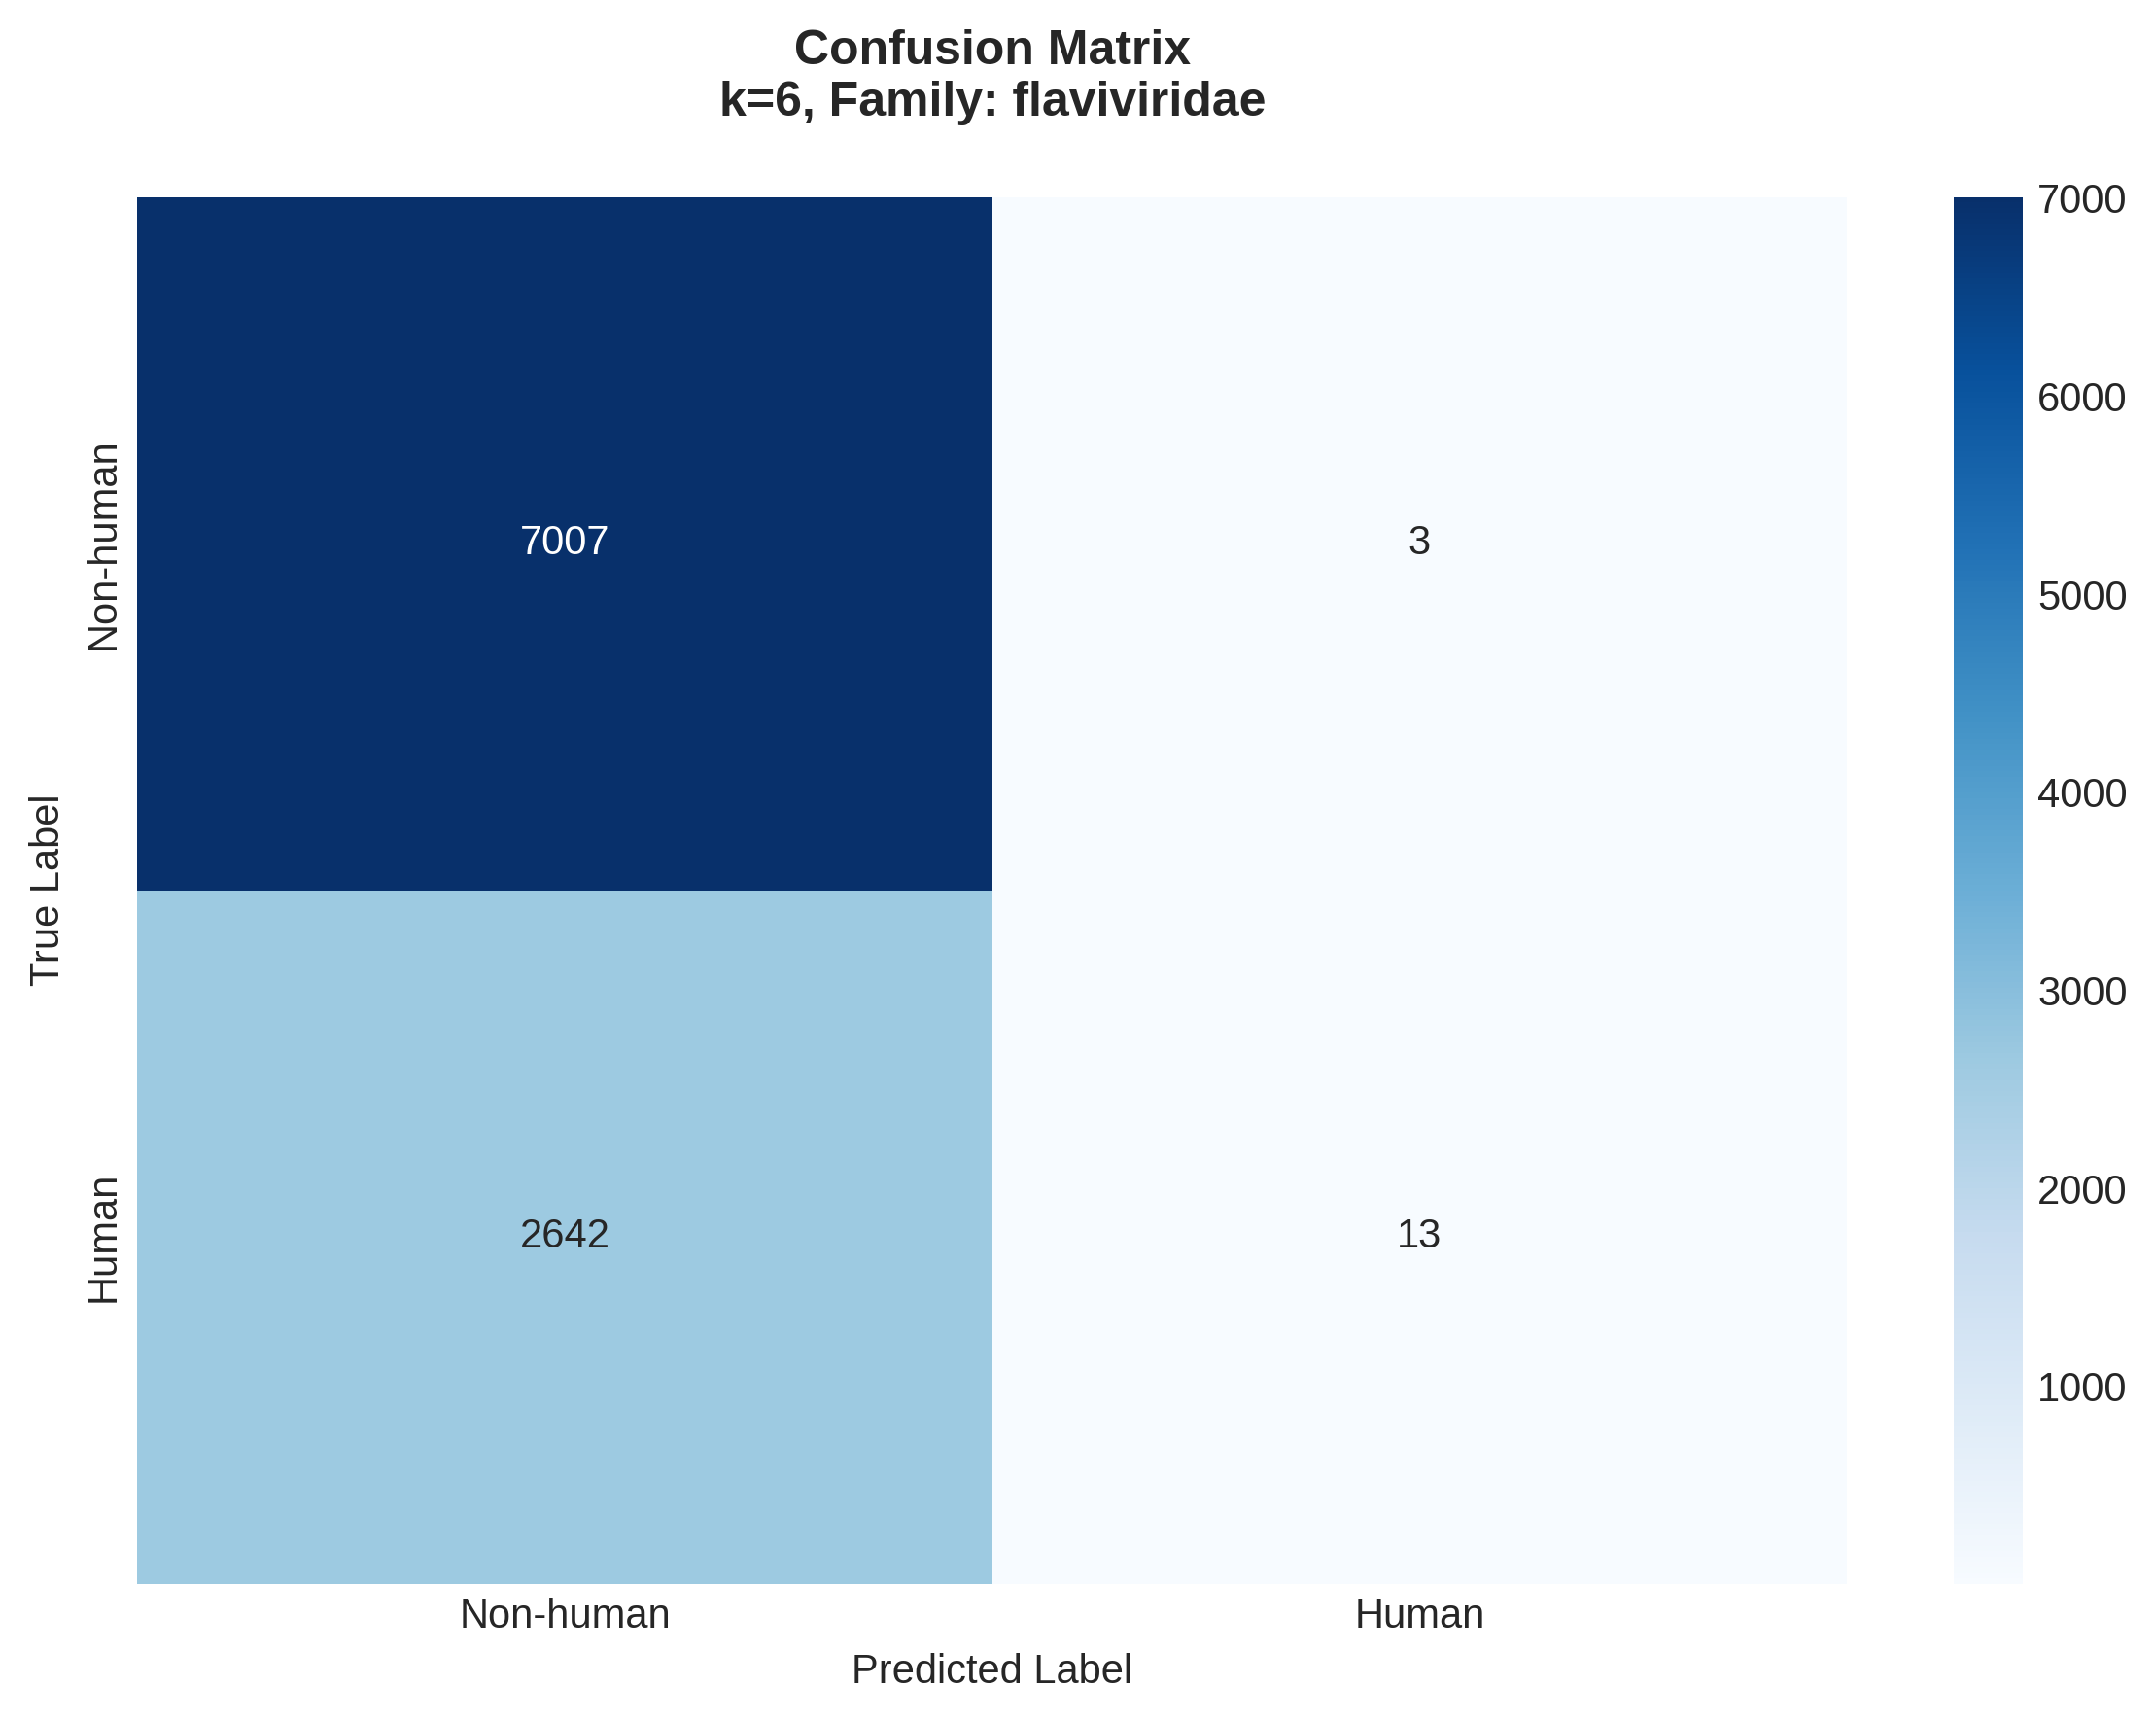 Confusion Matrix
k=6, Family: flaviviridae
True Label
Non-human
Human
7007
3
2642
13
Non-human
Human
Predicted Label
7000
6000
5000
4000
3000
2000
1000